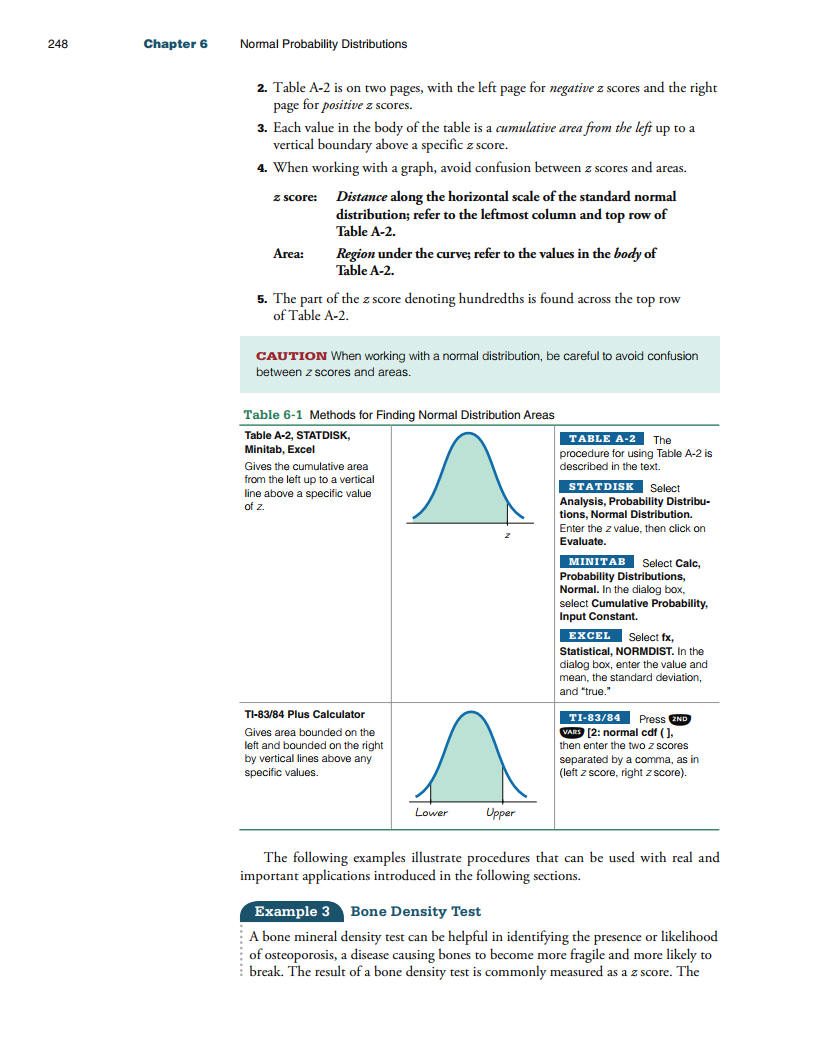 248
Chapter 6 Normal Probability Distributions
2. Table A-2 is on two pages, with the left page for negative z scores and the right
page for positive z scores.
3. Each value in the body of the table is a cumulative area from the left up to a
vertical boundary above a specific z score.
4. When working with a graph, avoid confusion between z scores and areas.
z score: Distance along the horizontal scale of the standard normal
distribution; refer to the leftmost column and top row of
Table A-2.
Area: Region under the curve; refer to the values in the body of
Table A-2.
5. The part of the z score denoting hundredths is found across the top row
of Table A-2.
CAUTION When working with a normal distribution, be careful to avoid confusion
between z scores and areas.
Table 6-1 Methods for Finding Normal Distribution Areas
Table A-2, STATDISK,
Minitab, Excel
Gives the cumulative area
from the left up to a vertical
line above a specific value
of z.
z
TABLE A-2 The
procedure for using Table A-2 is
described in the text.
STATDISK Select
Analysis, Probability Distribu-
tions, Normal Distribution.
Enter the z value, then click on
Evaluate.
MINITAB Select Calc,
Probability Distributions,
Normal. In the dialog box,
select Cumulative Probability,
Input Constant.
EXCEL Select fx,
Statistical, NORMDIST. In the
dialog box, enter the value and
mean, the standard deviation,
and “true.”
TI-83/84 Plus Calculator
Gives area bounded on the
left and bounded on the right
by vertical lines above any
specific values.
Lower Upper
TI-83/84 Press 2ND
VARS [2: normal cdf ( ],
then enter the two z scores
separated by a comma, as in
(left z score, right z score).
The following examples illustrate procedures that can be used with real and
important applications introduced in the following sections.
Example 3 Bone Density Test
A bone mineral density test can be helpful in identifying the presence or likelihood
of osteoporosis, a disease causing bones to become more fragile and more likely to
break. The result of a bone density test is commonly measured as a z score. The